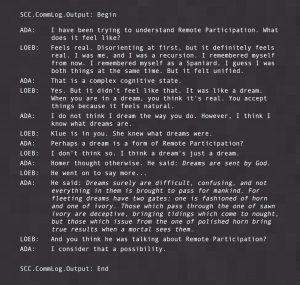 SCC.CommLog.Output: Begin
ADA: I have been trying to understand Remote Participation. What
does it feel like?
LOEB: Feels real. Disorienting at first, but it definitely feels
real. I was me, and I was a recursion. I remembered myself
from now. I remembered myself as a Spaniard. I guess I was
both things at the same time. But it felt unified.
ADA: That is a complex cognitive state.
LOEB: Yes. But it didn't feel like that. It was like a dream.
When you are in a dream, you think it's real. You accept
things because it feels natural.
ADA: I do not think I dream the way you do. However, I think I
know what dreams are.
LOEB: Klue is in you. She knew what dreams were.
ADA: Perhaps a dream is a form of Remote Participation?
LOEB: I don't think so. I think a dream's just a dream.
ADA: Homer thought otherwise. He said: Dreams are sent by God.
LOEB: He went on to say more...
ADA: He said: Dreams surely are difficult, confusing, and not
everything in them is brought to pass for mankind. For
fleeting dreams have two gates: one is fashioned of horn
and one of ivory. Those which pass through the one of sawn
ivory are deceptive, bringing tidings which come to nought,
but those which issue from the one of polished horn bring
true results when a mortal sees them.
LOEB: And you think he was talking about Remote Participation?
ADA: I consider that a possibility.
SCC.CommLog.Output: End